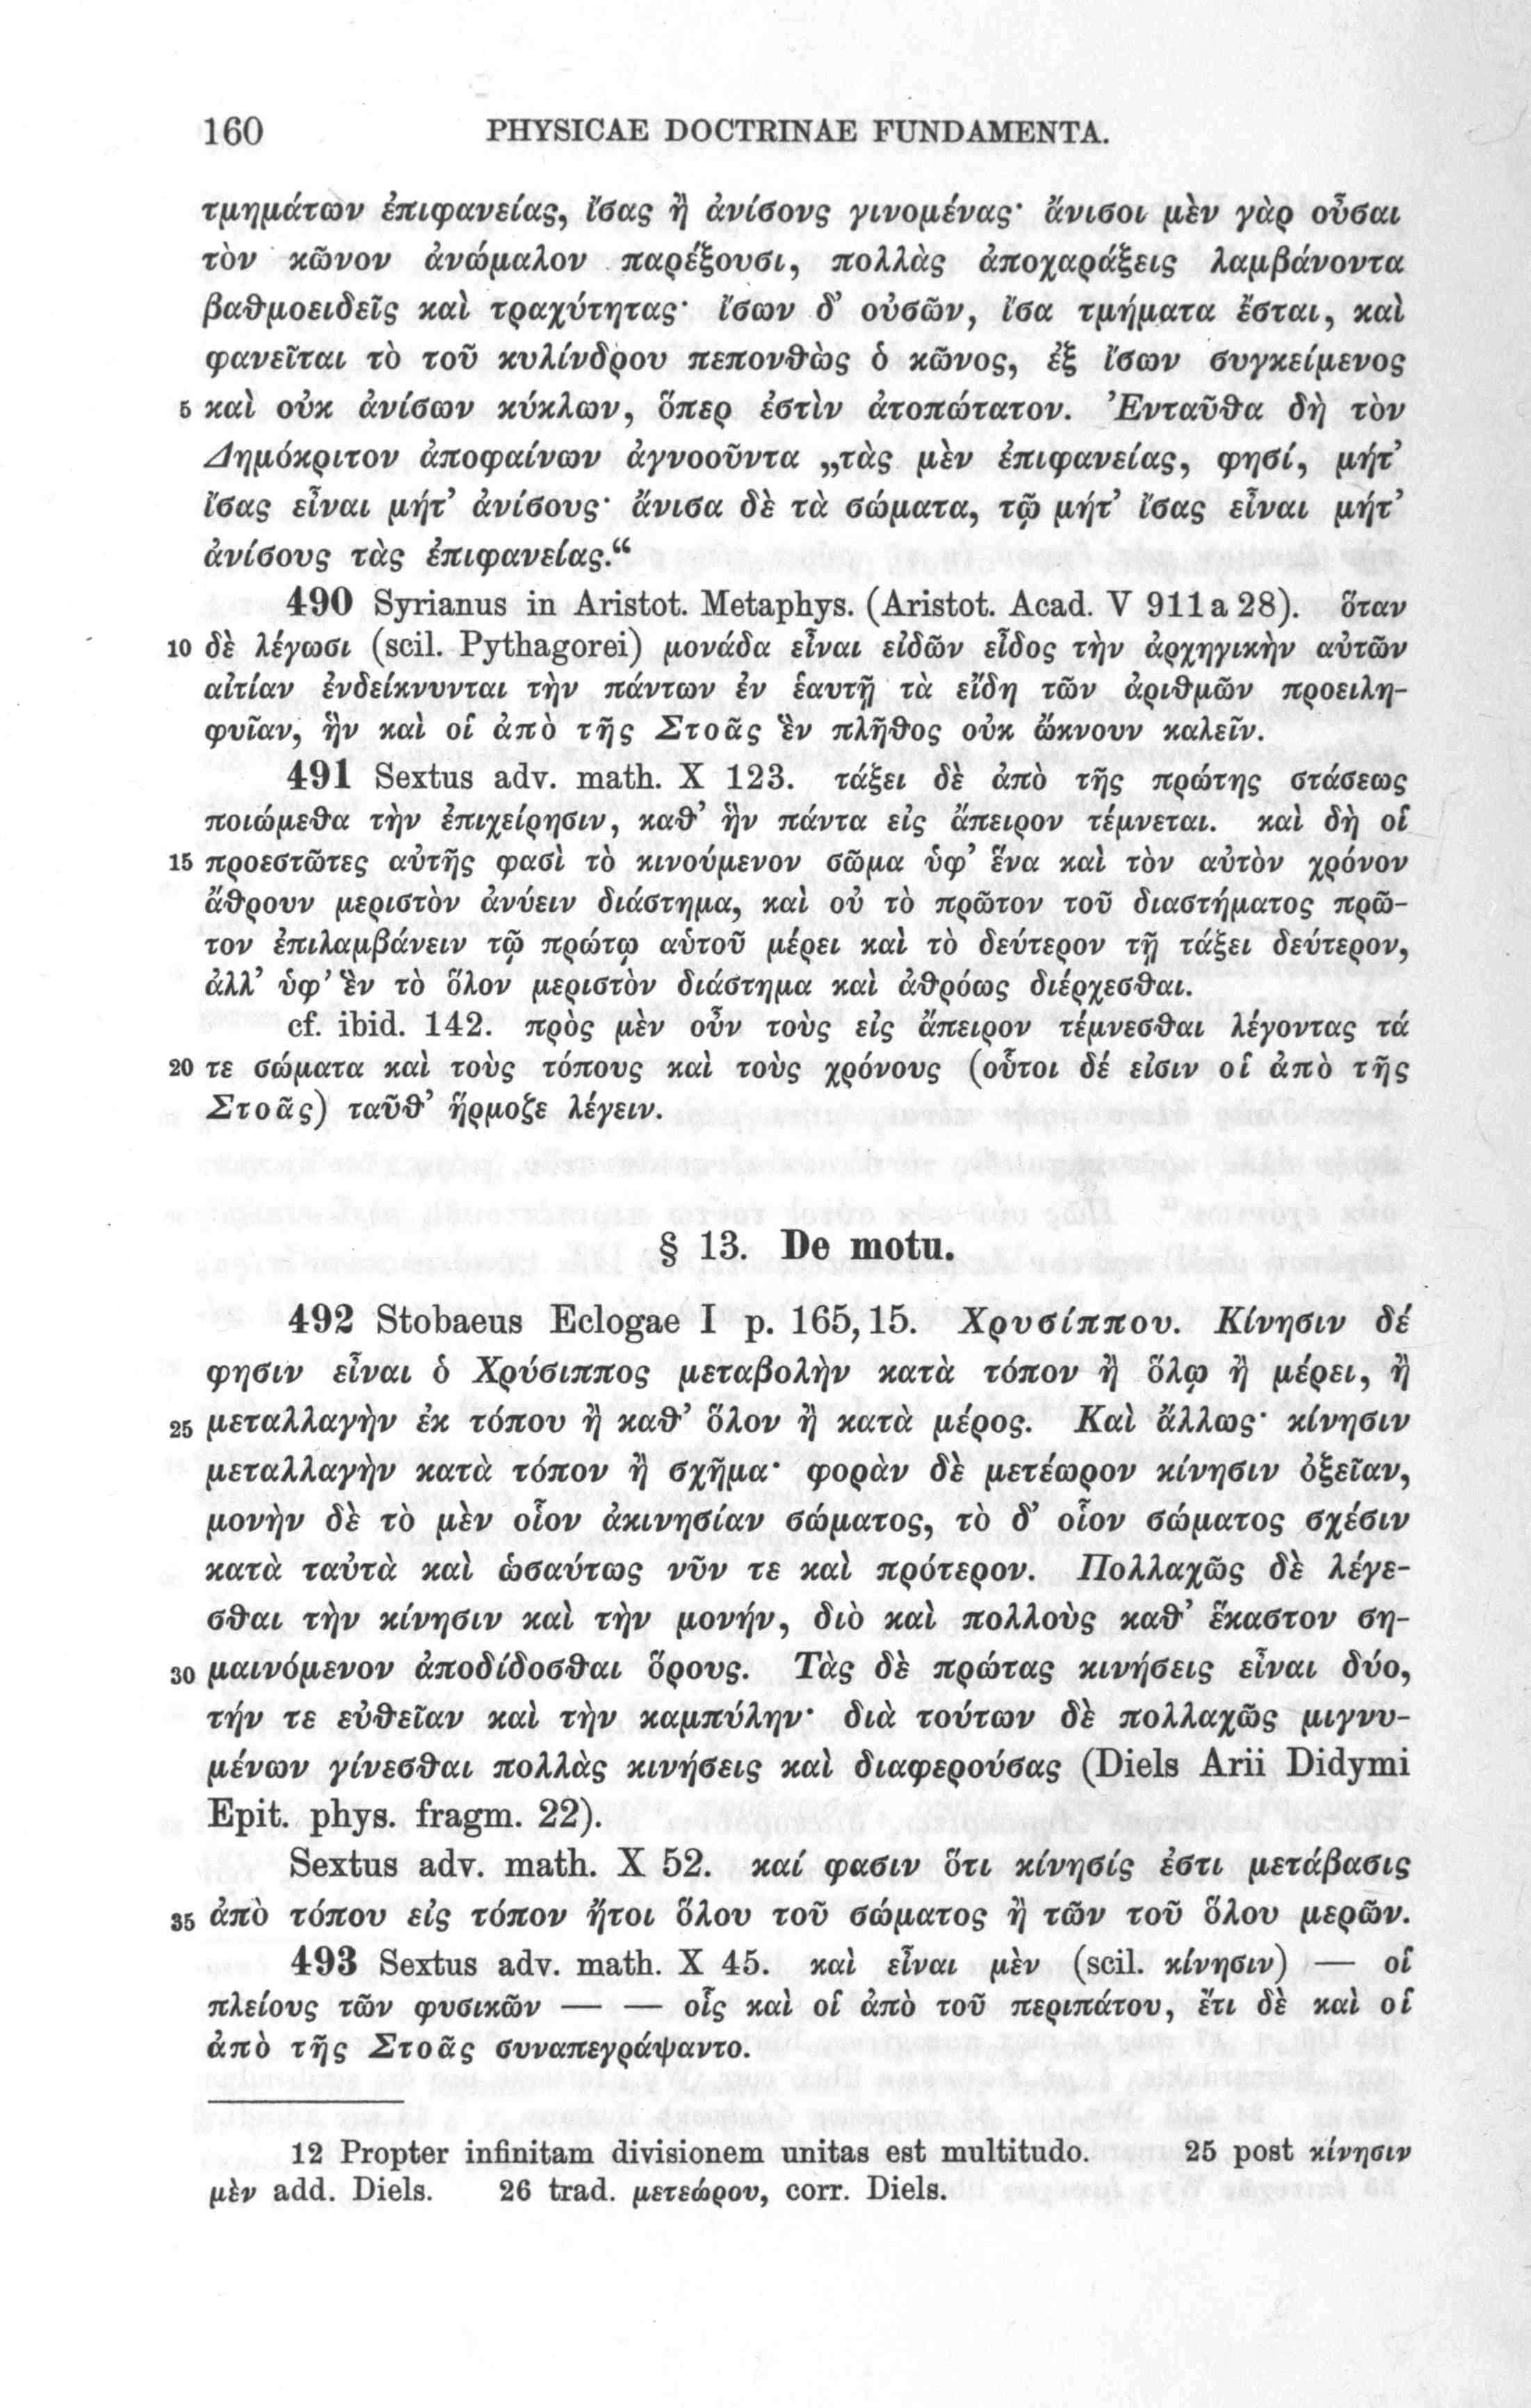 160 PHYSICAE DOCTRINAE FUNDAMENTA.
τμημάτων ἐπιφανείας, ἴσας ἢ ἀνίσους γινομένας· ἄνισοι μὲν γὰρ οὖσαι
τὸν κῶνον ἀνώμαλον παρέξουσι, πολλὰς ἀποχαράξεις λαμβάνοντα
βαθμοειδεῖς καὶ τραχύτητας· ἴσων δ’ οὐσῶν, ἴσα τμήματα ἔσται, καὶ
φανεῖται τὸ τοῦ κυλίνδρου πεπονθὼς ὁ κῶνος, ἐξ ἴσων συγκείμενος
5 καὶ οὐκ ἀνίσων κύκλων, ὅπερ ἐστὶν ἀτοπώτατον. Ἐνταῦθα δὴ τὸν
Δημόκριτον ἀποφαίνων ἀγνοοῦντα „τὰς μὲν ἐπιφανείας, φησί, μήτ’
ἴσας εἶναι μήτ’ ἀνίσους· ἄνισα δὲ τὰ σώματα, τῷ μήτ’ ἴσας εἶναι μήτ’
ἀνίσους τὰς ἐπιφανείας.“
490 Syrianus in Aristot. Metaphys. (Aristot. Acad. V 911a 28). ὅταν
10 δὲ λέγωσι (scil. Pythagorei) μονάδα εἶναι εἰδῶν εἶδος τὴν ἀρχηγικὴν αὐτῶν
αἰτίαν ἐνδείκνυνται τὴν πάντων ἐν ἑαυτῇ τὰ εἴδη τῶν ἀριθμῶν προειλη-
φυῖαν, ἣν καὶ οἱ ἀπὸ τῆς Στοᾶς ἓν πλῆθος οὐκ ὤκνουν καλεῖν.
491 Sextus adv. math. X 123. τάξει δὲ ἀπὸ τῆς πρώτης στάσεως
ποιώμεθα τὴν ἐπιχείρησιν, καθ’ ἣν πάντα εἰς ἄπειρον τέμνεται. καὶ δὴ οἱ
15 προεστῶτες αὐτῆς φασὶ τὸ κινούμενον σῶμα ὑφ’ ἕνα καὶ τὸν αὐτὸν χρόνον
ἄθρουν μεριστὸν ἀνύειν διάστημα, καὶ οὐ τὸ πρῶτον τοῦ διαστήματος πρῶ-
τον ἐπιλαμβάνειν τῷ πρώτῳ αὑτοῦ μέρει καὶ τὸ δεύτερον τῇ τάξει δεύτερον,
ἀλλ’ ὑφ’ ἓν τὸ ὅλον μεριστὸν διάστημα καὶ ἀθρόως διέρχεσθαι.
cf. ibid. 142. πρὸς μὲν οὖν τοὺς εἰς ἄπειρον τέμνεσθαι λέγοντας τά
20 τε σώματα καὶ τοὺς τόπους καὶ τοὺς χρόνους (οὗτοι δέ εἰσιν οἱ ἀπὸ τῆς
Στοᾶς) ταῦθ’ ἥρμοζε λέγειν.
§ 13. De motu.
492 Stobaeus Eclogae I p. 165,15. Χρυσίππου. Κίνησιν δέ
φησιν εἶναι ὁ Χρύσιππος μεταβολὴν κατὰ τόπον ἢ ὅλῳ ἢ μέρει, ἢ
25 μεταλλαγὴν ἐκ τόπου ἢ καθ’ ὅλον ἢ κατὰ μέρος. Καὶ ἄλλως· κίνησιν
μεταλλαγὴν κατὰ τόπον ἢ σχῆμα· φορὰν δὲ μετέωρον κίνησιν ὀξεῖαν,
μονὴν δὲ τὸ μὲν οἷον ἀκινησίαν σώματος, τὸ δ’ οἷον σώματος σχέσιν
κατὰ ταὐτὰ καὶ ὡσαύτως νῦν τε καὶ πρότερον. Πολλαχῶς δὲ λέγε-
σθαι τὴν κίνησιν καὶ τὴν μονήν, διὸ καὶ πολλοὺς καθ’ ἕκαστον ση-
30 μαινόμενον ἀποδίδοσθαι ὅρους. Τὰς δὲ πρώτας κινήσεις εἶναι δύο,
τήν τε εὐθεῖαν καὶ τὴν καμπύλην· διὰ τούτων δὲ πολλαχῶς μιγνυ-
μένων γίνεσθαι πολλὰς κινήσεις καὶ διαφερούσας (Diels Arii Didymi
Epit. phys. fragm. 22).
Sextus adv. math. X 52. καί φασιν ὅτι κίνησίς ἐστι μετάβασις
35 ἀπὸ τόπου εἰς τόπον ἤτοι ὅλου τοῦ σώματος ἢ τῶν τοῦ ὅλου μερῶν.
493 Sextus adv. math. X 45. καὶ εἶναι μὲν (scil. κίνησιν) — οἱ
πλείους τῶν φυσικῶν — — οἷς καὶ οἱ ἀπὸ τοῦ περιπάτου, ἔτι δὲ καὶ οἱ
ἀπὸ τῆς Στοᾶς συναπεγράψαντο.
12 Propter infinitam divisionem unitas est multitudo. 25 post κίνησιν
μὲν add. Diels. 26 trad. μετεώρου, corr. Diels.